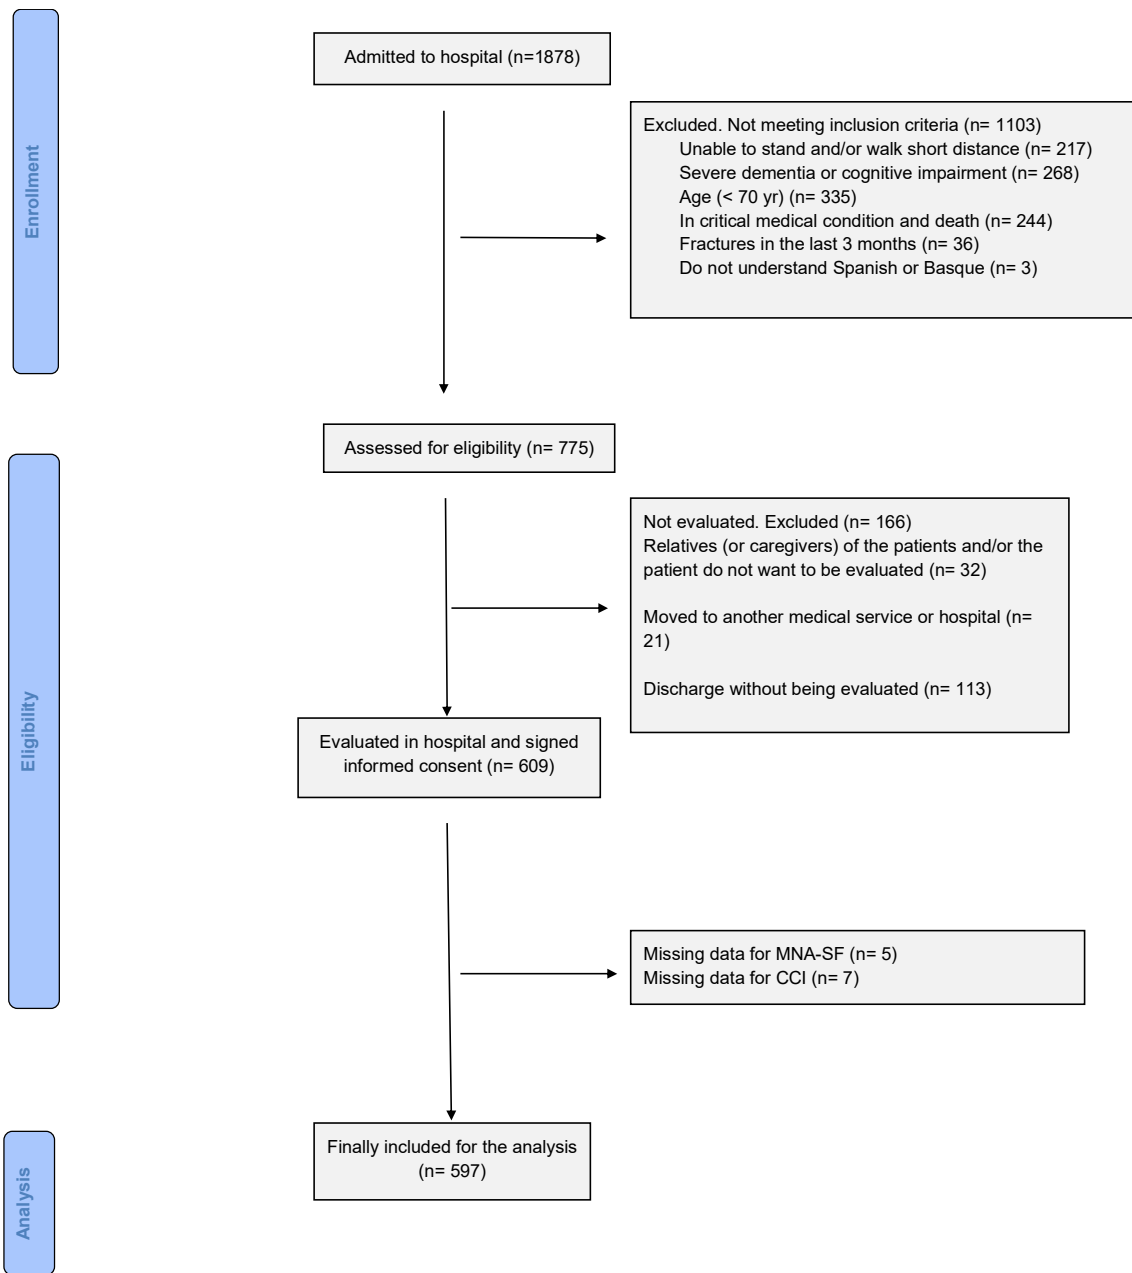 Enrollment
Admitted to hospital (n=1878)
Excluded. Not meeting inclusion criteria (n= 1103)
Unable to stand and/or walk short distance (n= 217)
Severe dementia or cognitive impairment (n= 268)
Age (< 70 yr) (n= 335)
In critical medical condition and death (n= 244)
Fractures in the last 3 months (n= 36)
Do not understand Spanish or Basque (n= 3)
Eligibility
Assessed for eligibility (n= 775)
Not evaluated. Excluded (n= 166)
Relatives (or caregivers) of the patients and/or the
patient do not want to be evaluated (n= 32)
Moved to another medical service or hospital (n=
21)
Discharge without being evaluated (n= 113)
Evaluated in hospital and signed
informed consent (n= 609)
Missing data for MNA-SF (n= 5)
Missing data for CCI (n= 7)
Analysis
Finally included for the analysis
(n= 597)